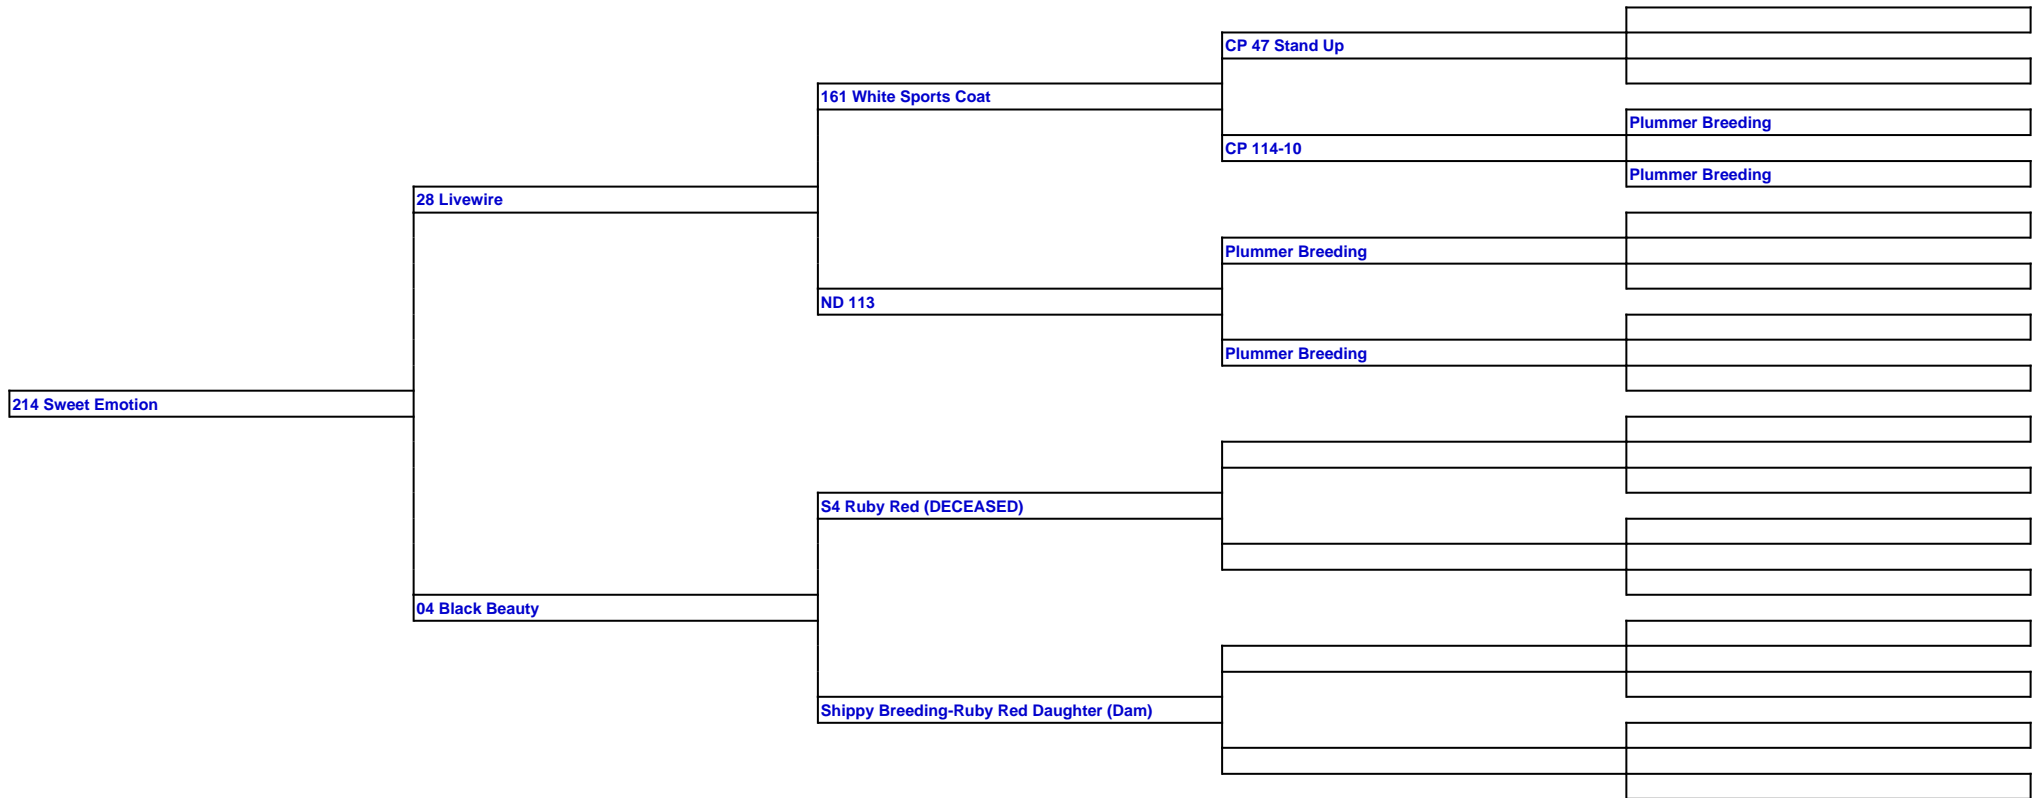 CP 47 Stand Up
161 White Sports Coat
Plummer Breeding
CP 114-10
Plummer Breeding
28 Livewire
Plummer Breeding
ND 113
Plummer Breeding
214 Sweet Emotion
S4 Ruby Red (DECEASED)
04 Black Beauty
Shippy Breeding-Ruby Red Daughter (Dam)